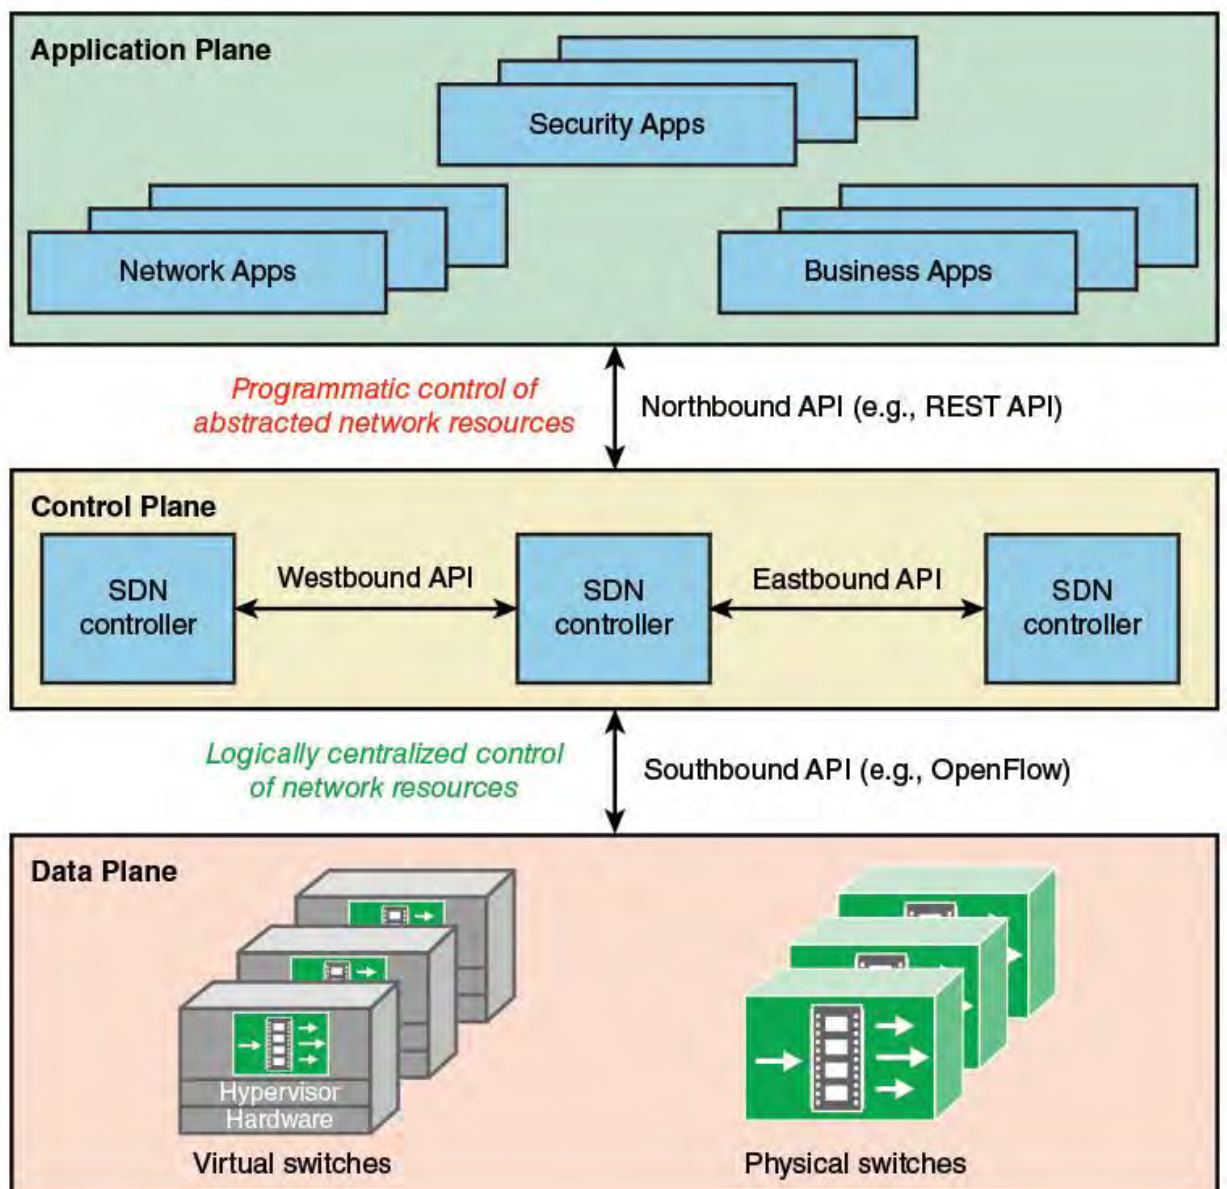 Application Plane
Security Apps
Network Apps
Business Apps
Programmatic control of
abstracted network resources
Northbound API (e.g., REST API)
Control Plane
SDN
controller
Westbound API
SDN
controller
Eastbound API
SDN
controller
Logically centralized control
of network resources
Southbound API (e.g., OpenFlow)
Data Plane
Hypervisor
Hardware
Virtual switches
Physical switches